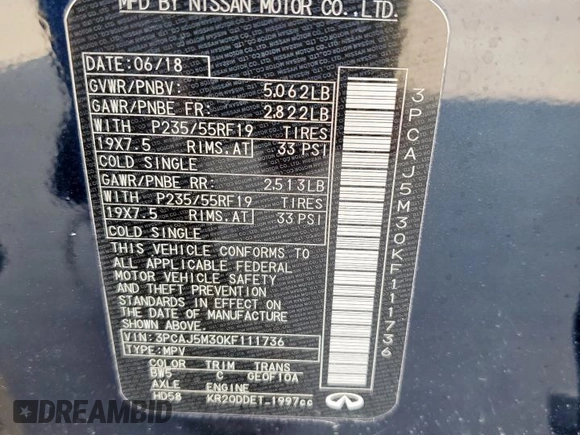 MFD BY NISSAN MOTOR CO.,LTD.
DATE:06/18
GVWR/PNBV: 5,062LB
GAWR/PNBE FR: 2,822LB
WITH P235/55RF19 TIRES
19X7.5 RIMS.AT 33 PSI
COLD SINGLE
GAWR/PNBE RR: 2,513LB
WITH P235/55RF19 TIRES
19X7.5 RIMS.AT 33 PSI
COLD SINGLE
THIS VEHICLE CONFORMS TO
ALL APPLICABLE FEDERAL
MOTOR VEHICLE SAFETY
AND THEFT PREVENTION
STANDARDS IN EFFECT ON
THE DATE OF MANUFACTURE
SHOWN ABOVE.
VIN:3PCAJ5M30KF111736
TYPE:MPV
COLOR TRIM TRANS
BW5 C GE0F10A
AXLE ENGINE
HD58 KR20DDET 1997cc
INFINITI
3PCAJ5M30KF111736